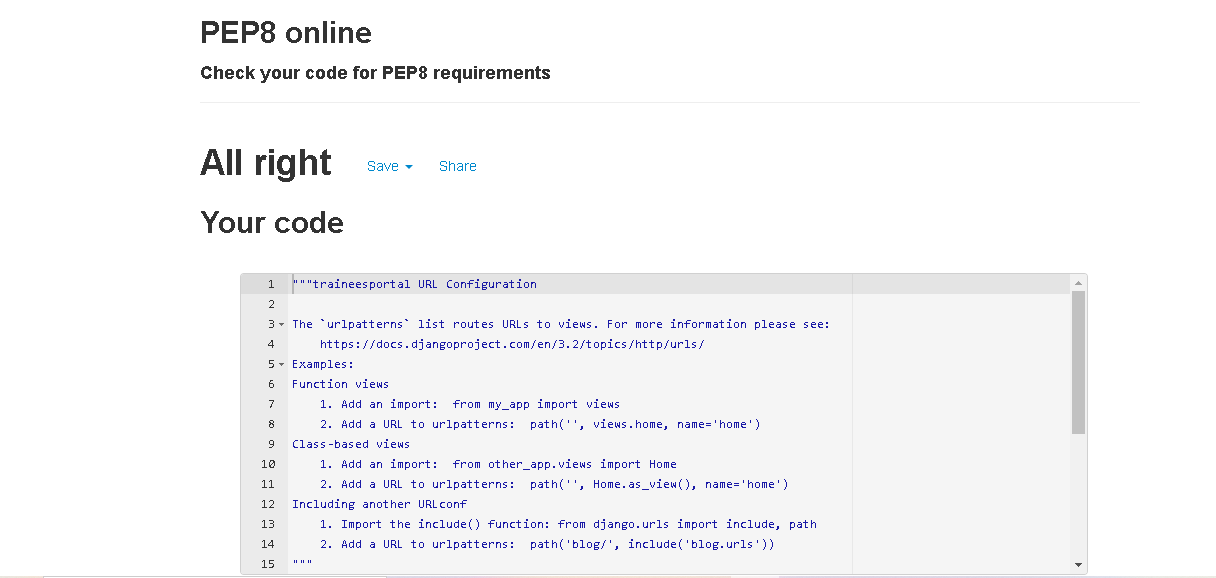 PEP8 online
Check your code for PEP8 requirements
All right Save Share
Your code
1 """traineesportal URL Configuration
2
3 The `urlpatterns` list routes URLs to views. For more information please see:
4     https://docs.djangoproject.com/en/3.2/topics/http/urls/
5 Examples:
6 Function views
7     1. Add an import:  from my_app import views
8     2. Add a URL to urlpatterns:  path('', views.home, name='home')
9 Class-based views
10     1. Add an import:  from other_app.views import Home
11     2. Add a URL to urlpatterns:  path('', Home.as_view(), name='home')
12 Including another URLconf
13     1. Import the include() function: from django.urls import include, path
14     2. Add a URL to urlpatterns:  path('blog/', include('blog.urls'))
15 """